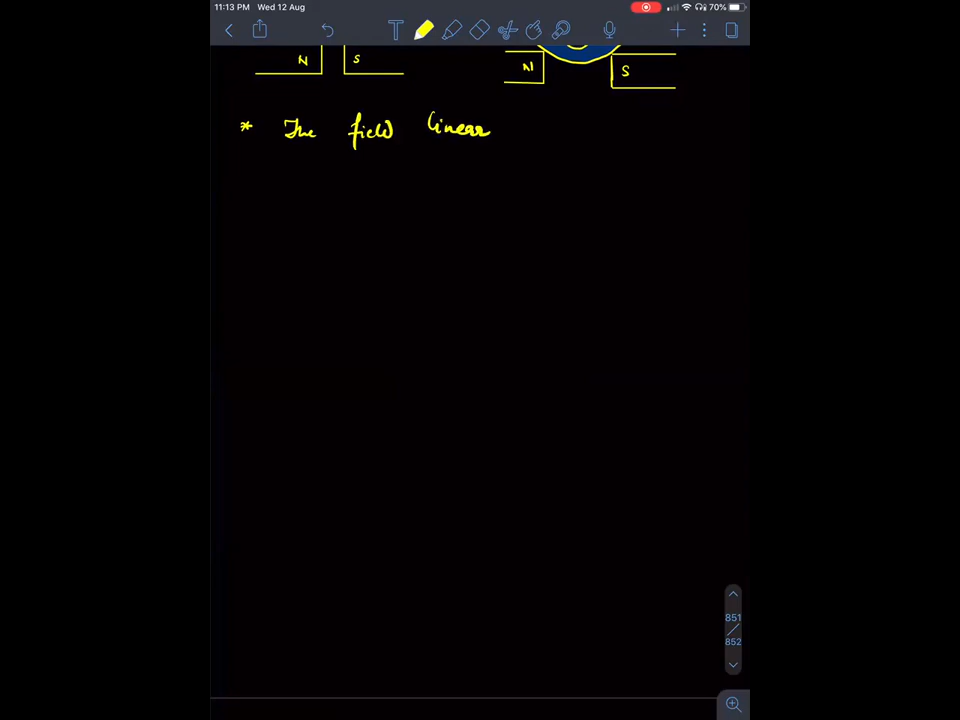 11:13 PM Wed 12 Aug 70%
T
N S N S
* The field linear
851
852